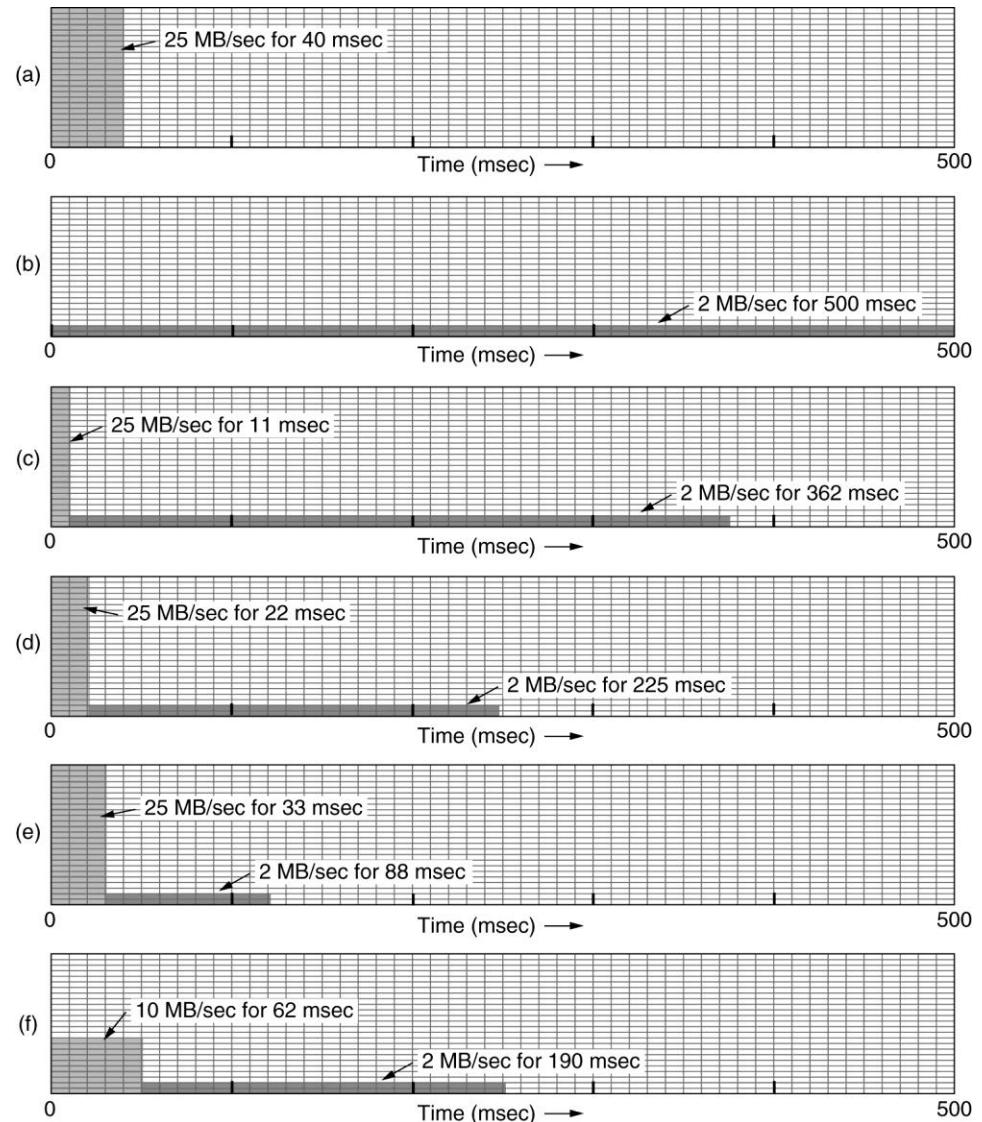 25 MB/sec for 40 msec
(a)
0 Time (msec) 500
(b)
2 MB/sec for 500 msec
0 Time (msec) 500
25 MB/sec for 11 msec
(c)
2 MB/sec for 362 msec
0 Time (msec) 500
25 MB/sec for 22 msec
(d)
2 MB/sec for 225 msec
0 Time (msec) 500
25 MB/sec for 33 msec
(e)
2 MB/sec for 88 msec
0 Time (msec) 500
10 MB/sec for 62 msec
(f)
2 MB/sec for 190 msec
0 Time (msec) 500